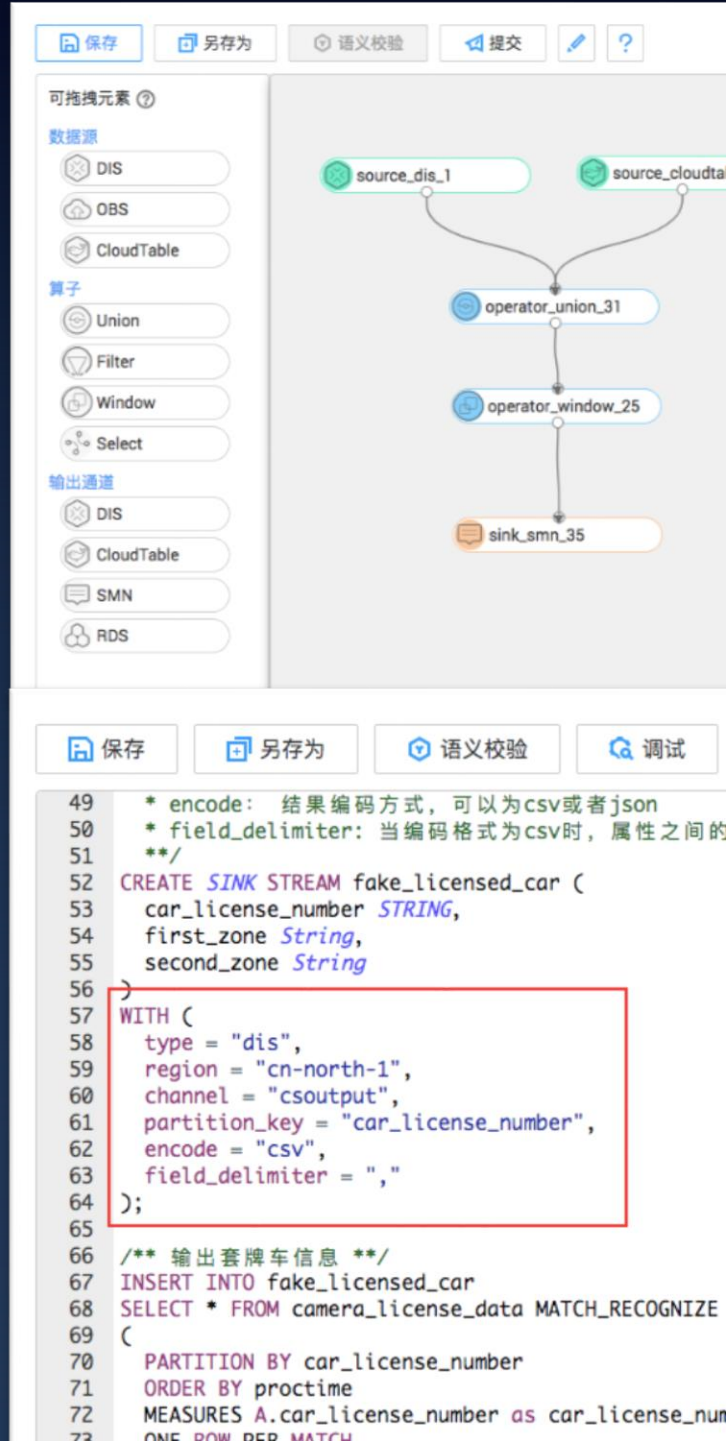 保存 另存为 语义校验 提交 ?
可拖拽元素 ?
数据源
DIS
OBS
CloudTable
算子
Union
Filter
Window
Select
输出通道
DIS
CloudTable
SMN
RDS
source_dis_1 source_cloudtab
operator_union_31
operator_window_25
sink_smn_35
保存 另存为 语义校验 调试
49 * encode: 结果编码方式, 可以为csv或者json
50 * field_delimiter: 当编码格式为csv时, 属性之间的
51 **/
52 CREATE SINK STREAM fake_licensed_car (
53 car_license_number STRING,
54 first_zone String,
55 second_zone String
56 )
57 WITH (
58 type = "dis",
59 region = "cn-north-1",
60 channel = "csoutput",
61 partition_key = "car_license_number",
62 encode = "csv",
63 field_delimiter = ","
64 );
65
66 /** 输出套牌车信息 **/
67 INSERT INTO fake_licensed_car
68 SELECT * FROM camera_license_data MATCH_RECOGNIZE
69 (
70 PARTITION BY car_license_number
71 ORDER BY proctime
72 MEASURES A.car_license_number as car_license_num
73 ONE ROW PER MATCH